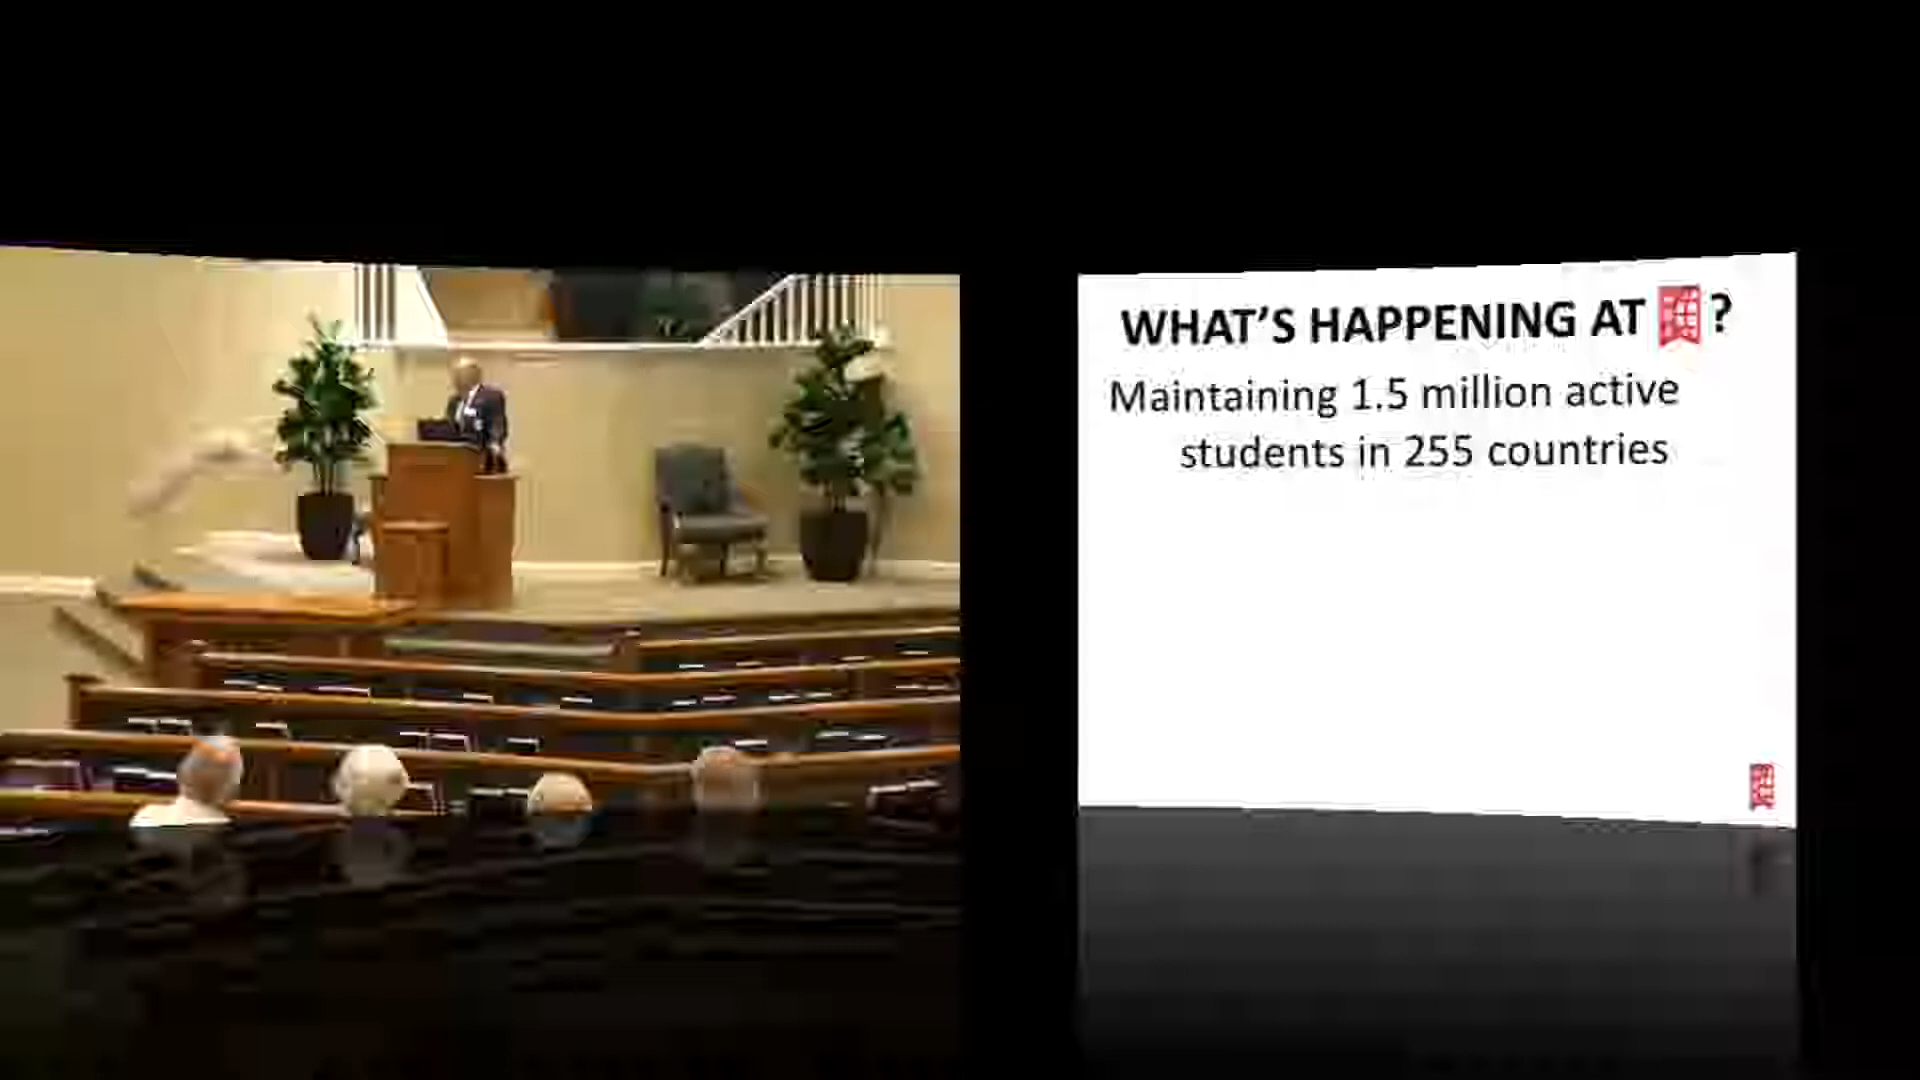 WHAT'S HAPPENING AT ?
Maintaining 1.5 million active
students in 255 countries